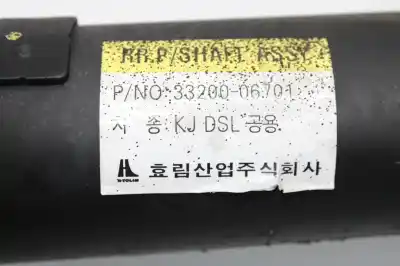 RR.P/SHAFT ASSY
P/NO:33200-06701
차 종:KJ DSL 공용.
효림산업주식회사